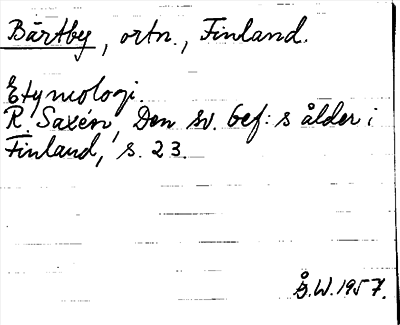 Bärtby, ortn., Finland.
Etymologi.
R. Saxén, Den sv. bef:s ålder i
Finland, s. 23.
Å.W. 1957.